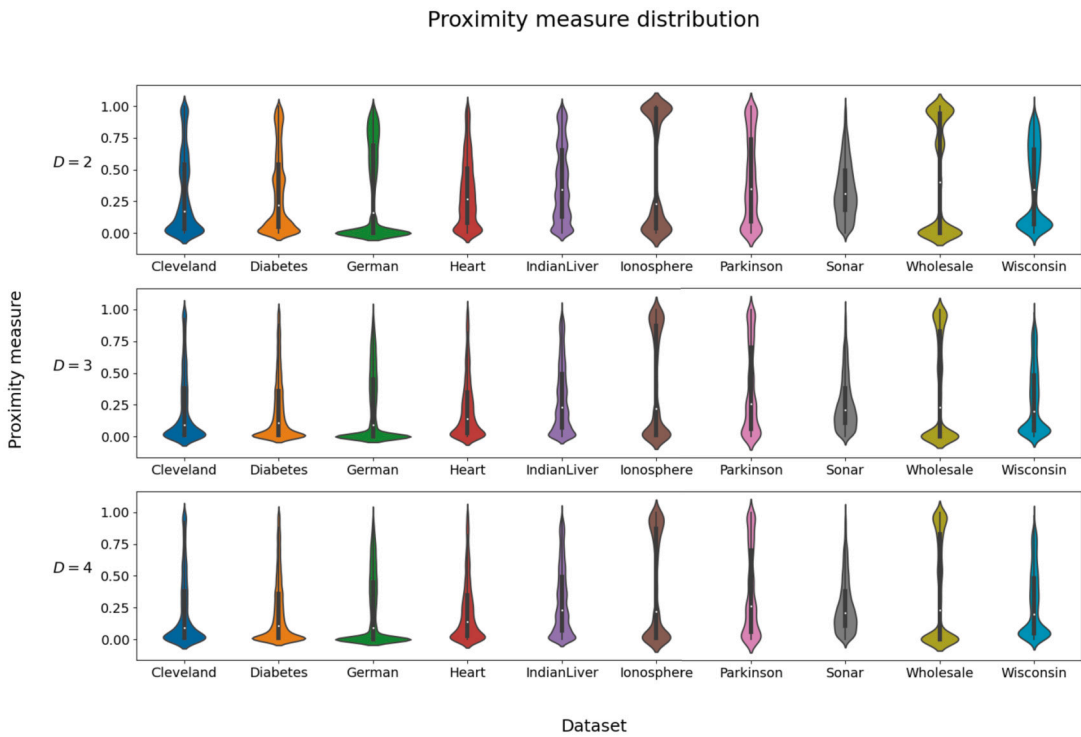 Proximity measure distribution
Proximity measure
D = 2
1.00
0.75
0.50
0.25
0.00
Cleveland Diabetes German Heart IndianLiver Ionosphere Parkinson Sonar Wholesale Wisconsin
D = 3
1.00
0.75
0.50
0.25
0.00
Cleveland Diabetes German Heart IndianLiver Ionosphere Parkinson Sonar Wholesale Wisconsin
D = 4
1.00
0.75
0.50
0.25
0.00
Cleveland Diabetes German Heart IndianLiver Ionosphere Parkinson Sonar Wholesale Wisconsin
Dataset